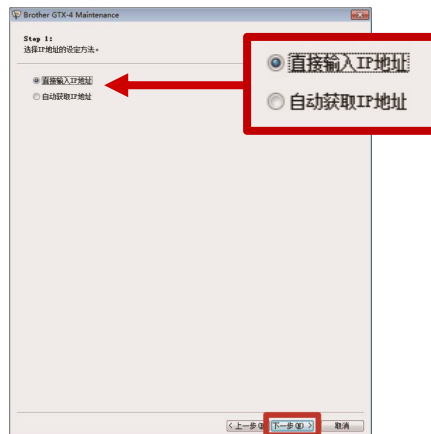 Brother GTX-4 Maintenance
Step 1:
选择IP地址的设定方法。
直接输入IP地址
自动获取IP地址
直接输入IP地址
自动获取IP地址
<上一步(B) 下一步(N) > 取消